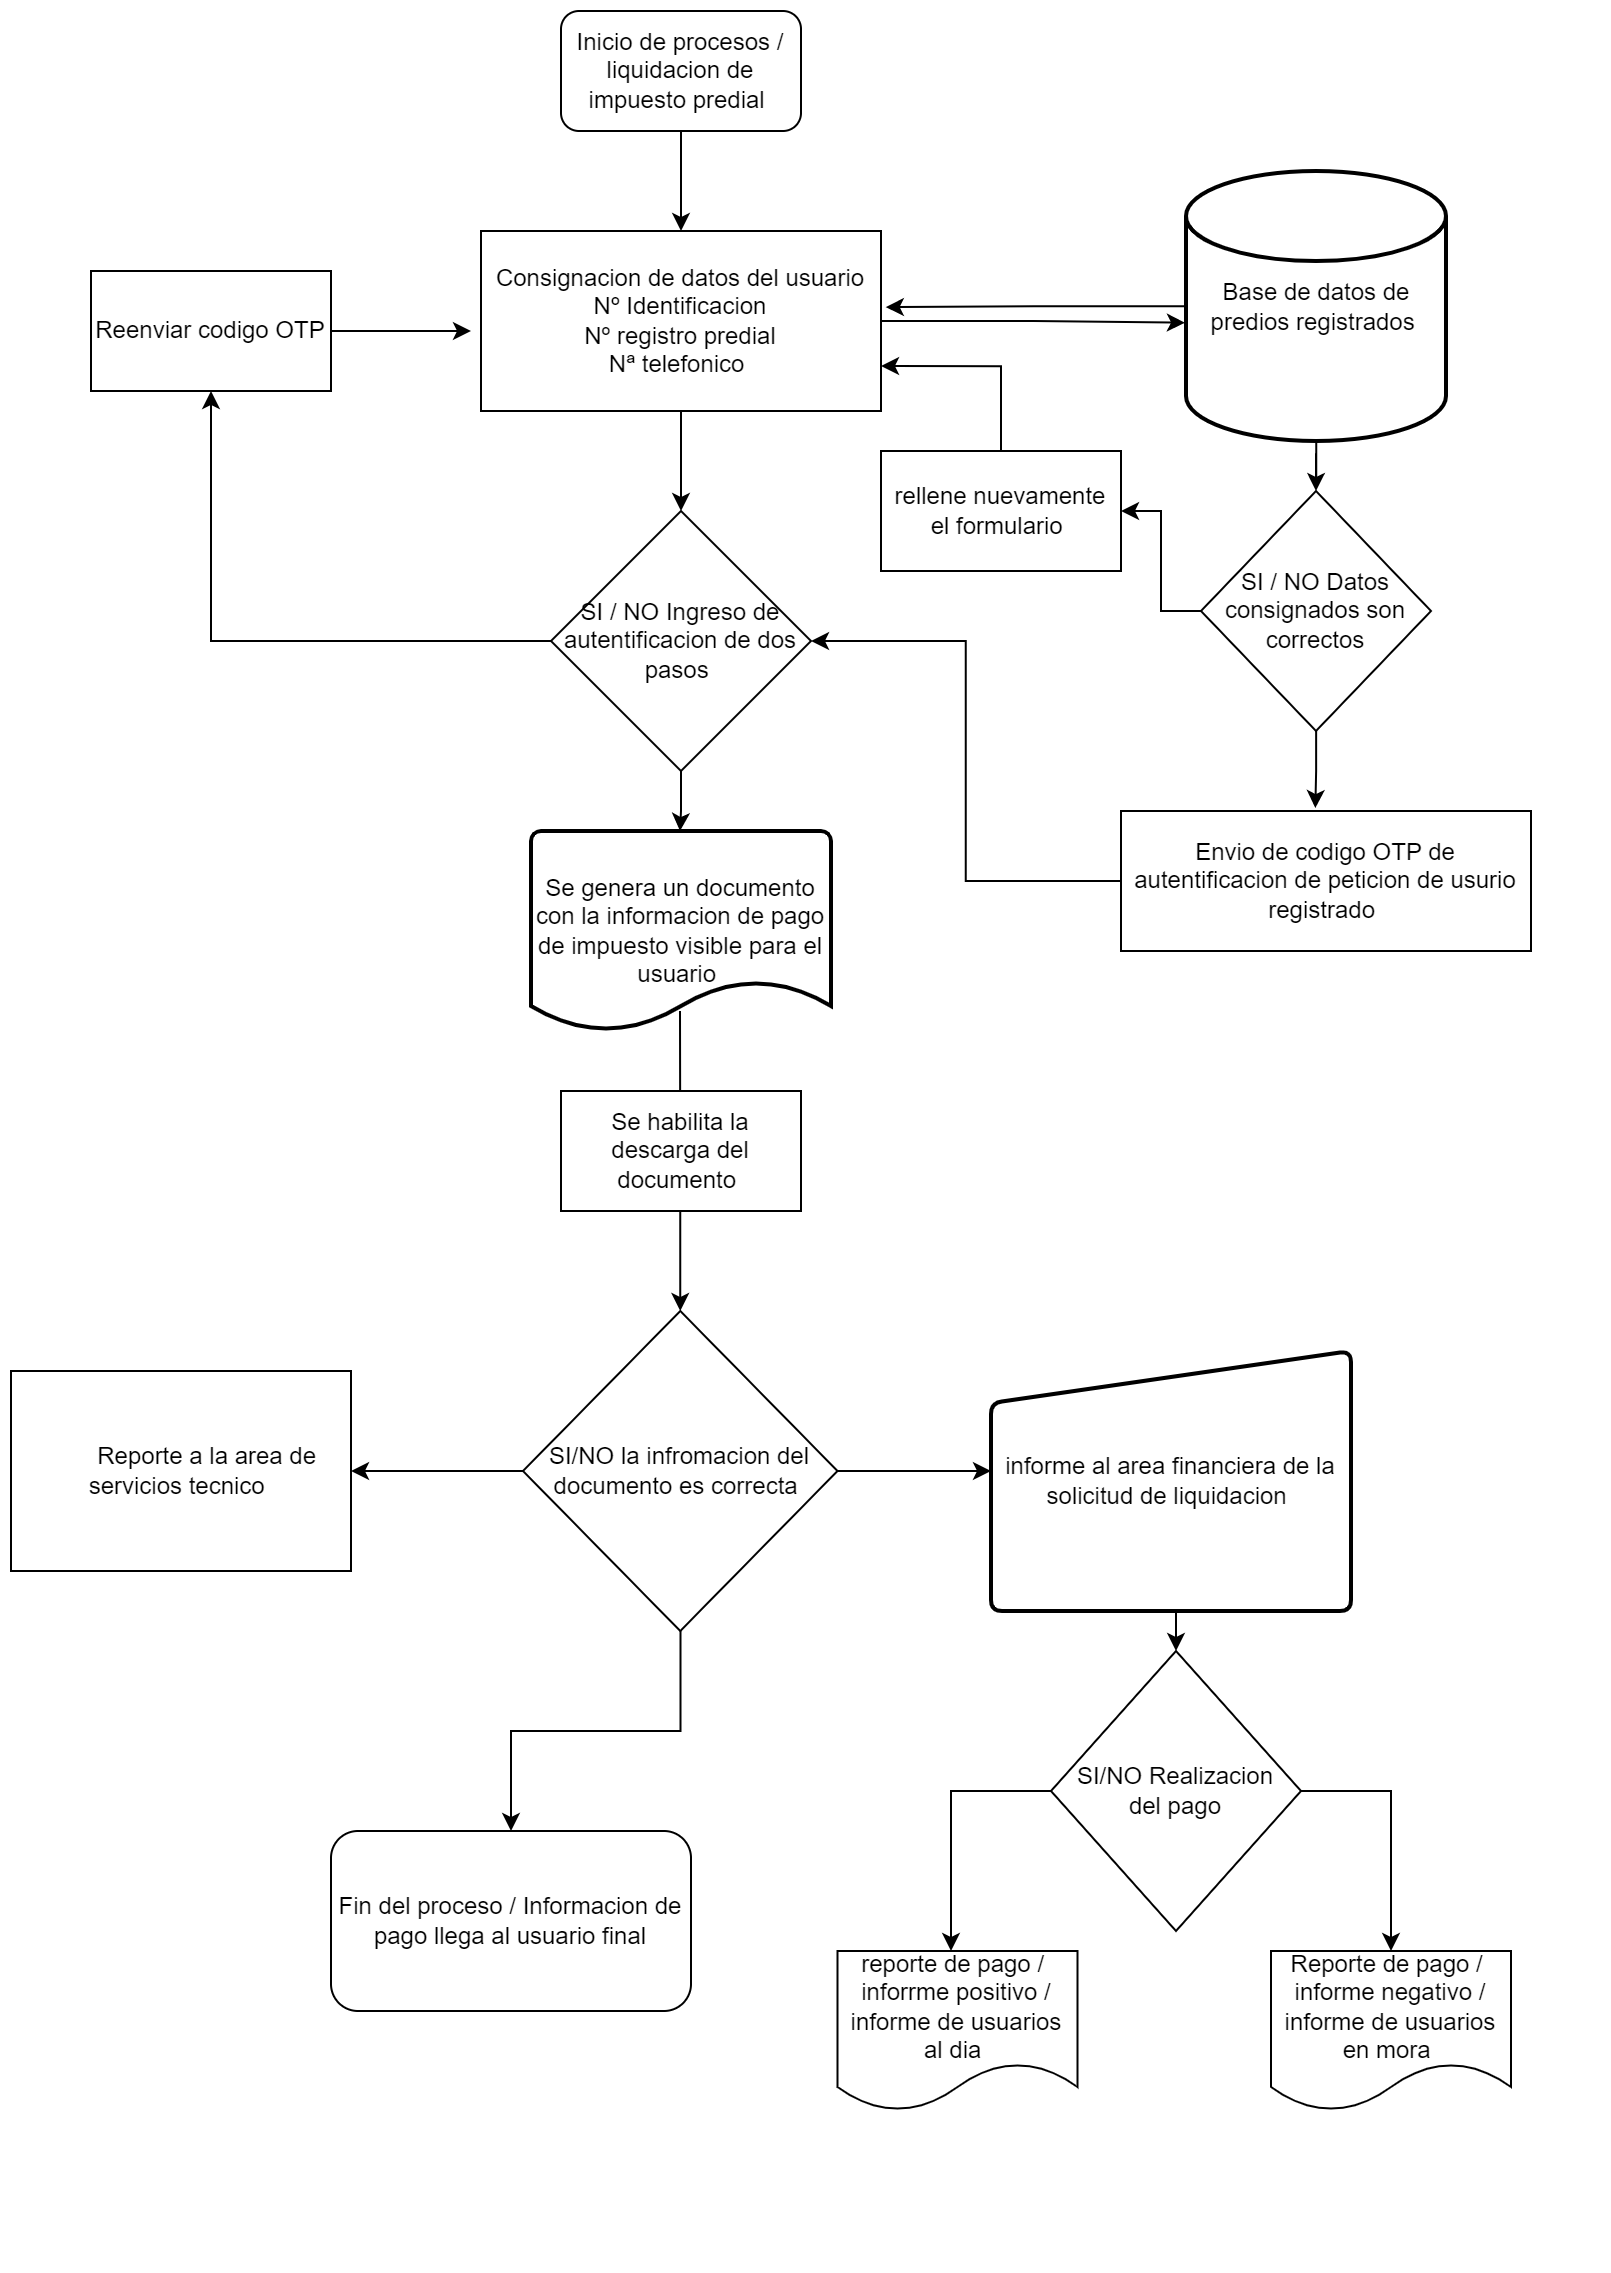 Inicio de procesos /
liquidacion de
impuesto predial
Consignacion de datos del usuario
Nº Identificacion
Nº registro predial
Nª telefonico
Base de datos de
predios registrados
Reenviar codigo OTP
rellene nuevamente
el formulario
SI / NO Datos
consignados son
correctos
SI / NO Ingreso de
autentificacion de dos
pasos
Envio de codigo OTP de
autentificacion de peticion de usurio
registrado
Se genera un documento
con la informacion de pago
de impuesto visible para el
usuario
Se habilita la
descarga del
documento
Reporte a la area de
servicios tecnico
SI/NO la infromacion del
documento es correcta
informe al area financiera de la
solicitud de liquidacion
SI/NO Realizacion
del pago
Fin del proceso / Informacion de
pago llega al usuario final
reporte de pago /
inforrme positivo /
informe de usuarios
al dia
Reporte de pago /
informe negativo /
informe de usuarios
en mora